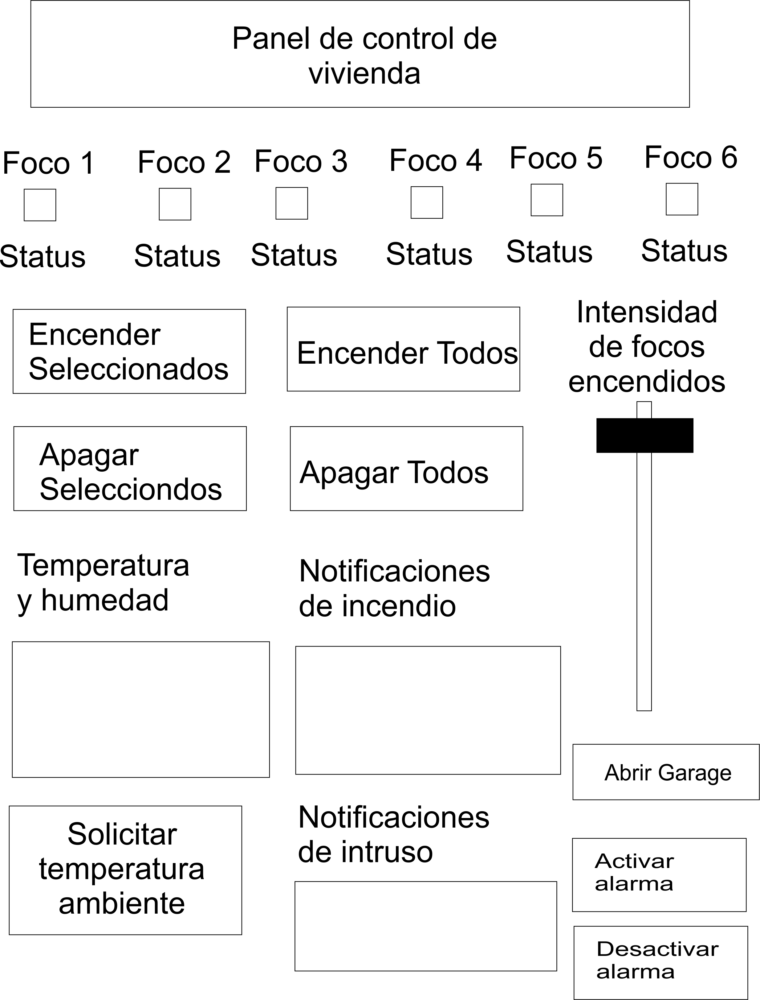 Panel de control de
vivienda
Foco 1
Foco 2
Foco 3
Foco 4
Foco 5
Foco 6
Status
Status
Status
Status
Status
Status
Encender
Seleccionados
Encender Todos
Intensidad
de focos
encendidos
Apagar
Selecciondos
Apagar Todos
Temperatura
y humedad
Notificaciones
de incendio
Abrir Garage
Solicitar
temperatura
ambiente
Notificaciones
de intruso
Activar
alarma
Desactivar
alarma